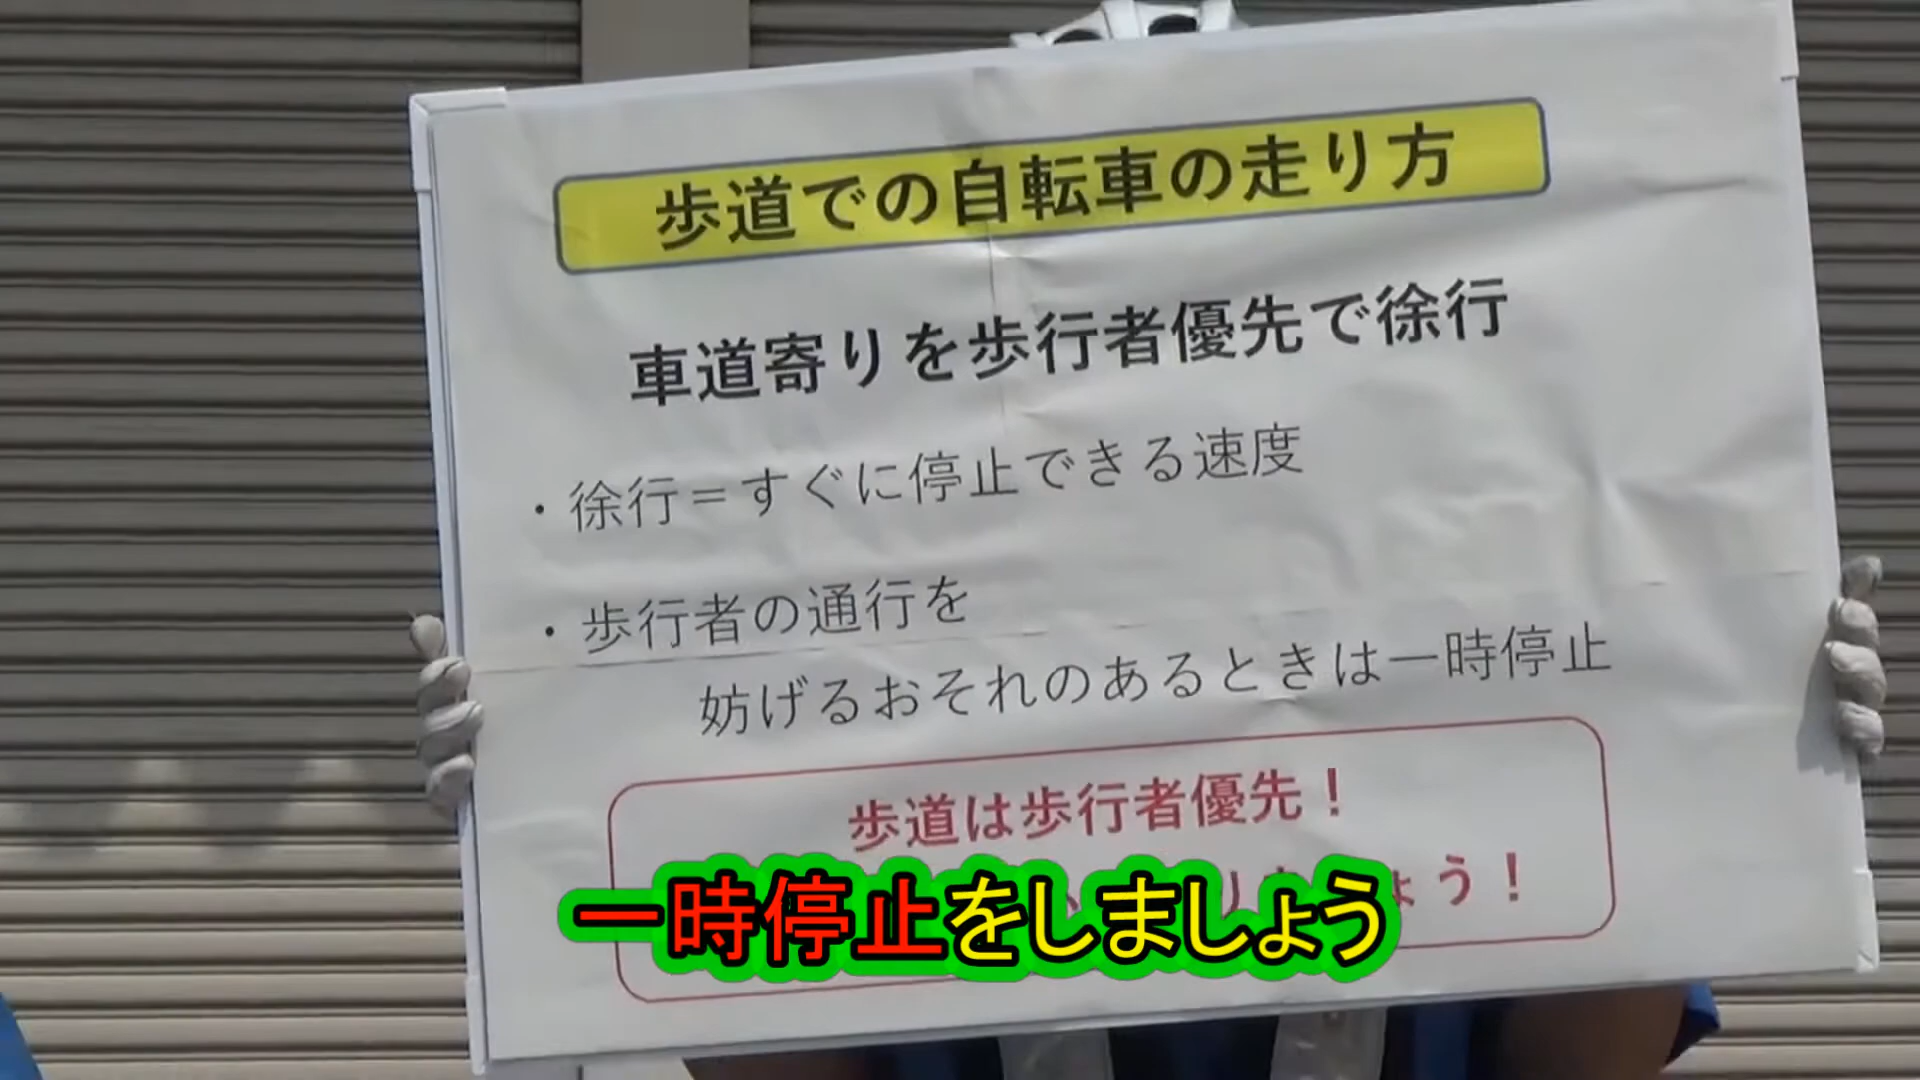 歩道での自転車の走り方
車道寄りを歩行者優先で徐行
・徐行＝すぐに停止できる速度
・歩行者の通行を
妨げるおそれのあるときは一時停止
歩道は歩行者優先！
ょう！
一時停止をしましょう